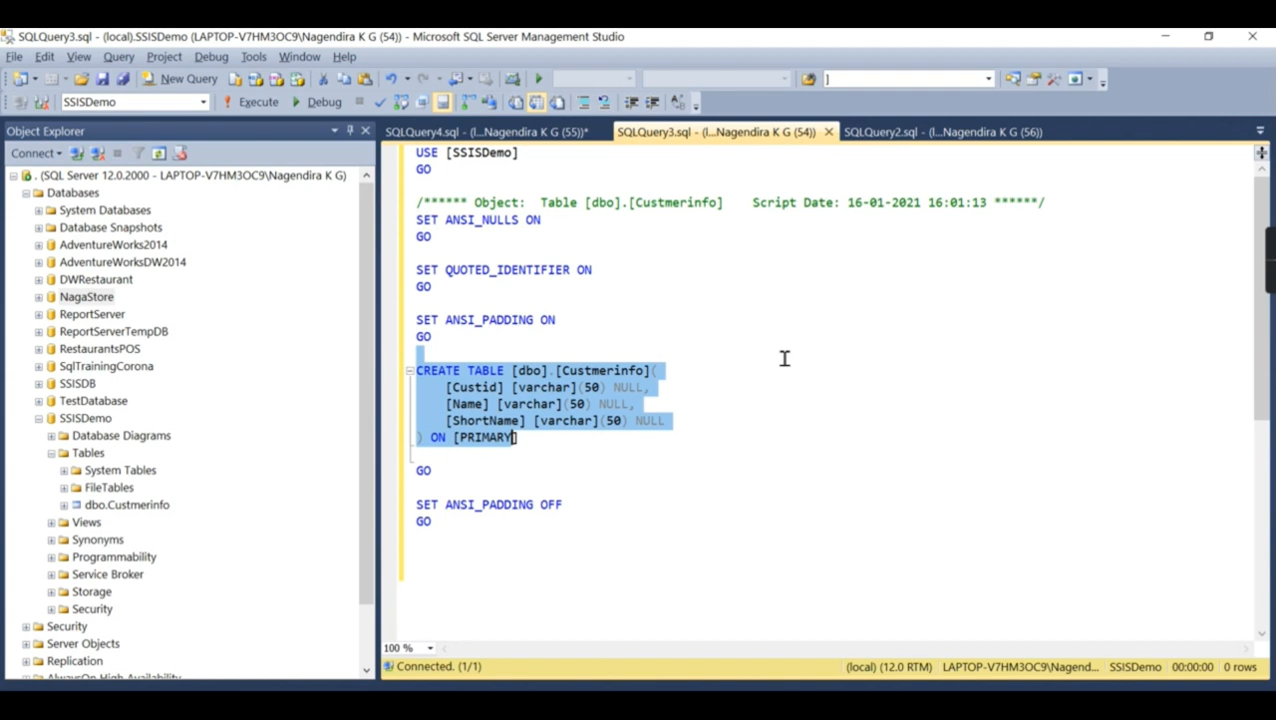 SQLQuery3.sql - (local).SSISDemo (LAPTOP-V7HM3OC9\Nagendira K G (54)) - Microsoft SQL Server Management Studio
File Edit View Query Project Debug Tools Window Help
New Query ]
SSISDemo Execute Debug
Object Explorer
Connect
. (SQL Server 12.0.2000 - LAPTOP-V7HM3OC9\Nagendira K G)
Databases
System Databases
Database Snapshots
AdventureWorks2014
AdventureWorksDW2014
DWRestaurant
NagaStore
ReportServer
ReportServerTempDB
RestaurantsPOS
SqlTrainingCorona
SSISDB
TestDatabase
SSISDemo
Database Diagrams
Tables
System Tables
FileTables
dbo.Custmerinfo
Views
Synonyms
Programmability
Service Broker
Storage
Security
Security
Server Objects
Replication
AlwaysOn High Availability
SQLQuery4.sql - (l...Nagendira K G (55))* SQLQuery3.sql - (l...Nagendira K G (54)) SQLQuery2.sql - (l...Nagendira K G (56)
USE [SSISDemo]
GO
/****** Object:  Table [dbo].[Custmerinfo]    Script Date: 16-01-2021 16:01:13 ******/
SET ANSI_NULLS ON
GO
SET QUOTED_IDENTIFIER ON
GO
SET ANSI_PADDING ON
GO
CREATE TABLE [dbo].[Custmerinfo](
[Custid] [varchar](50) NULL,
[Name] [varchar](50) NULL,
[ShortName] [varchar](50) NULL
) ON [PRIMARY]
GO
SET ANSI_PADDING OFF
GO
100 %
Connected. (1/1) (local) (12.0 RTM) LAPTOP-V7HM3OC9\Nagend... SSISDemo 00:00:00 0 rows